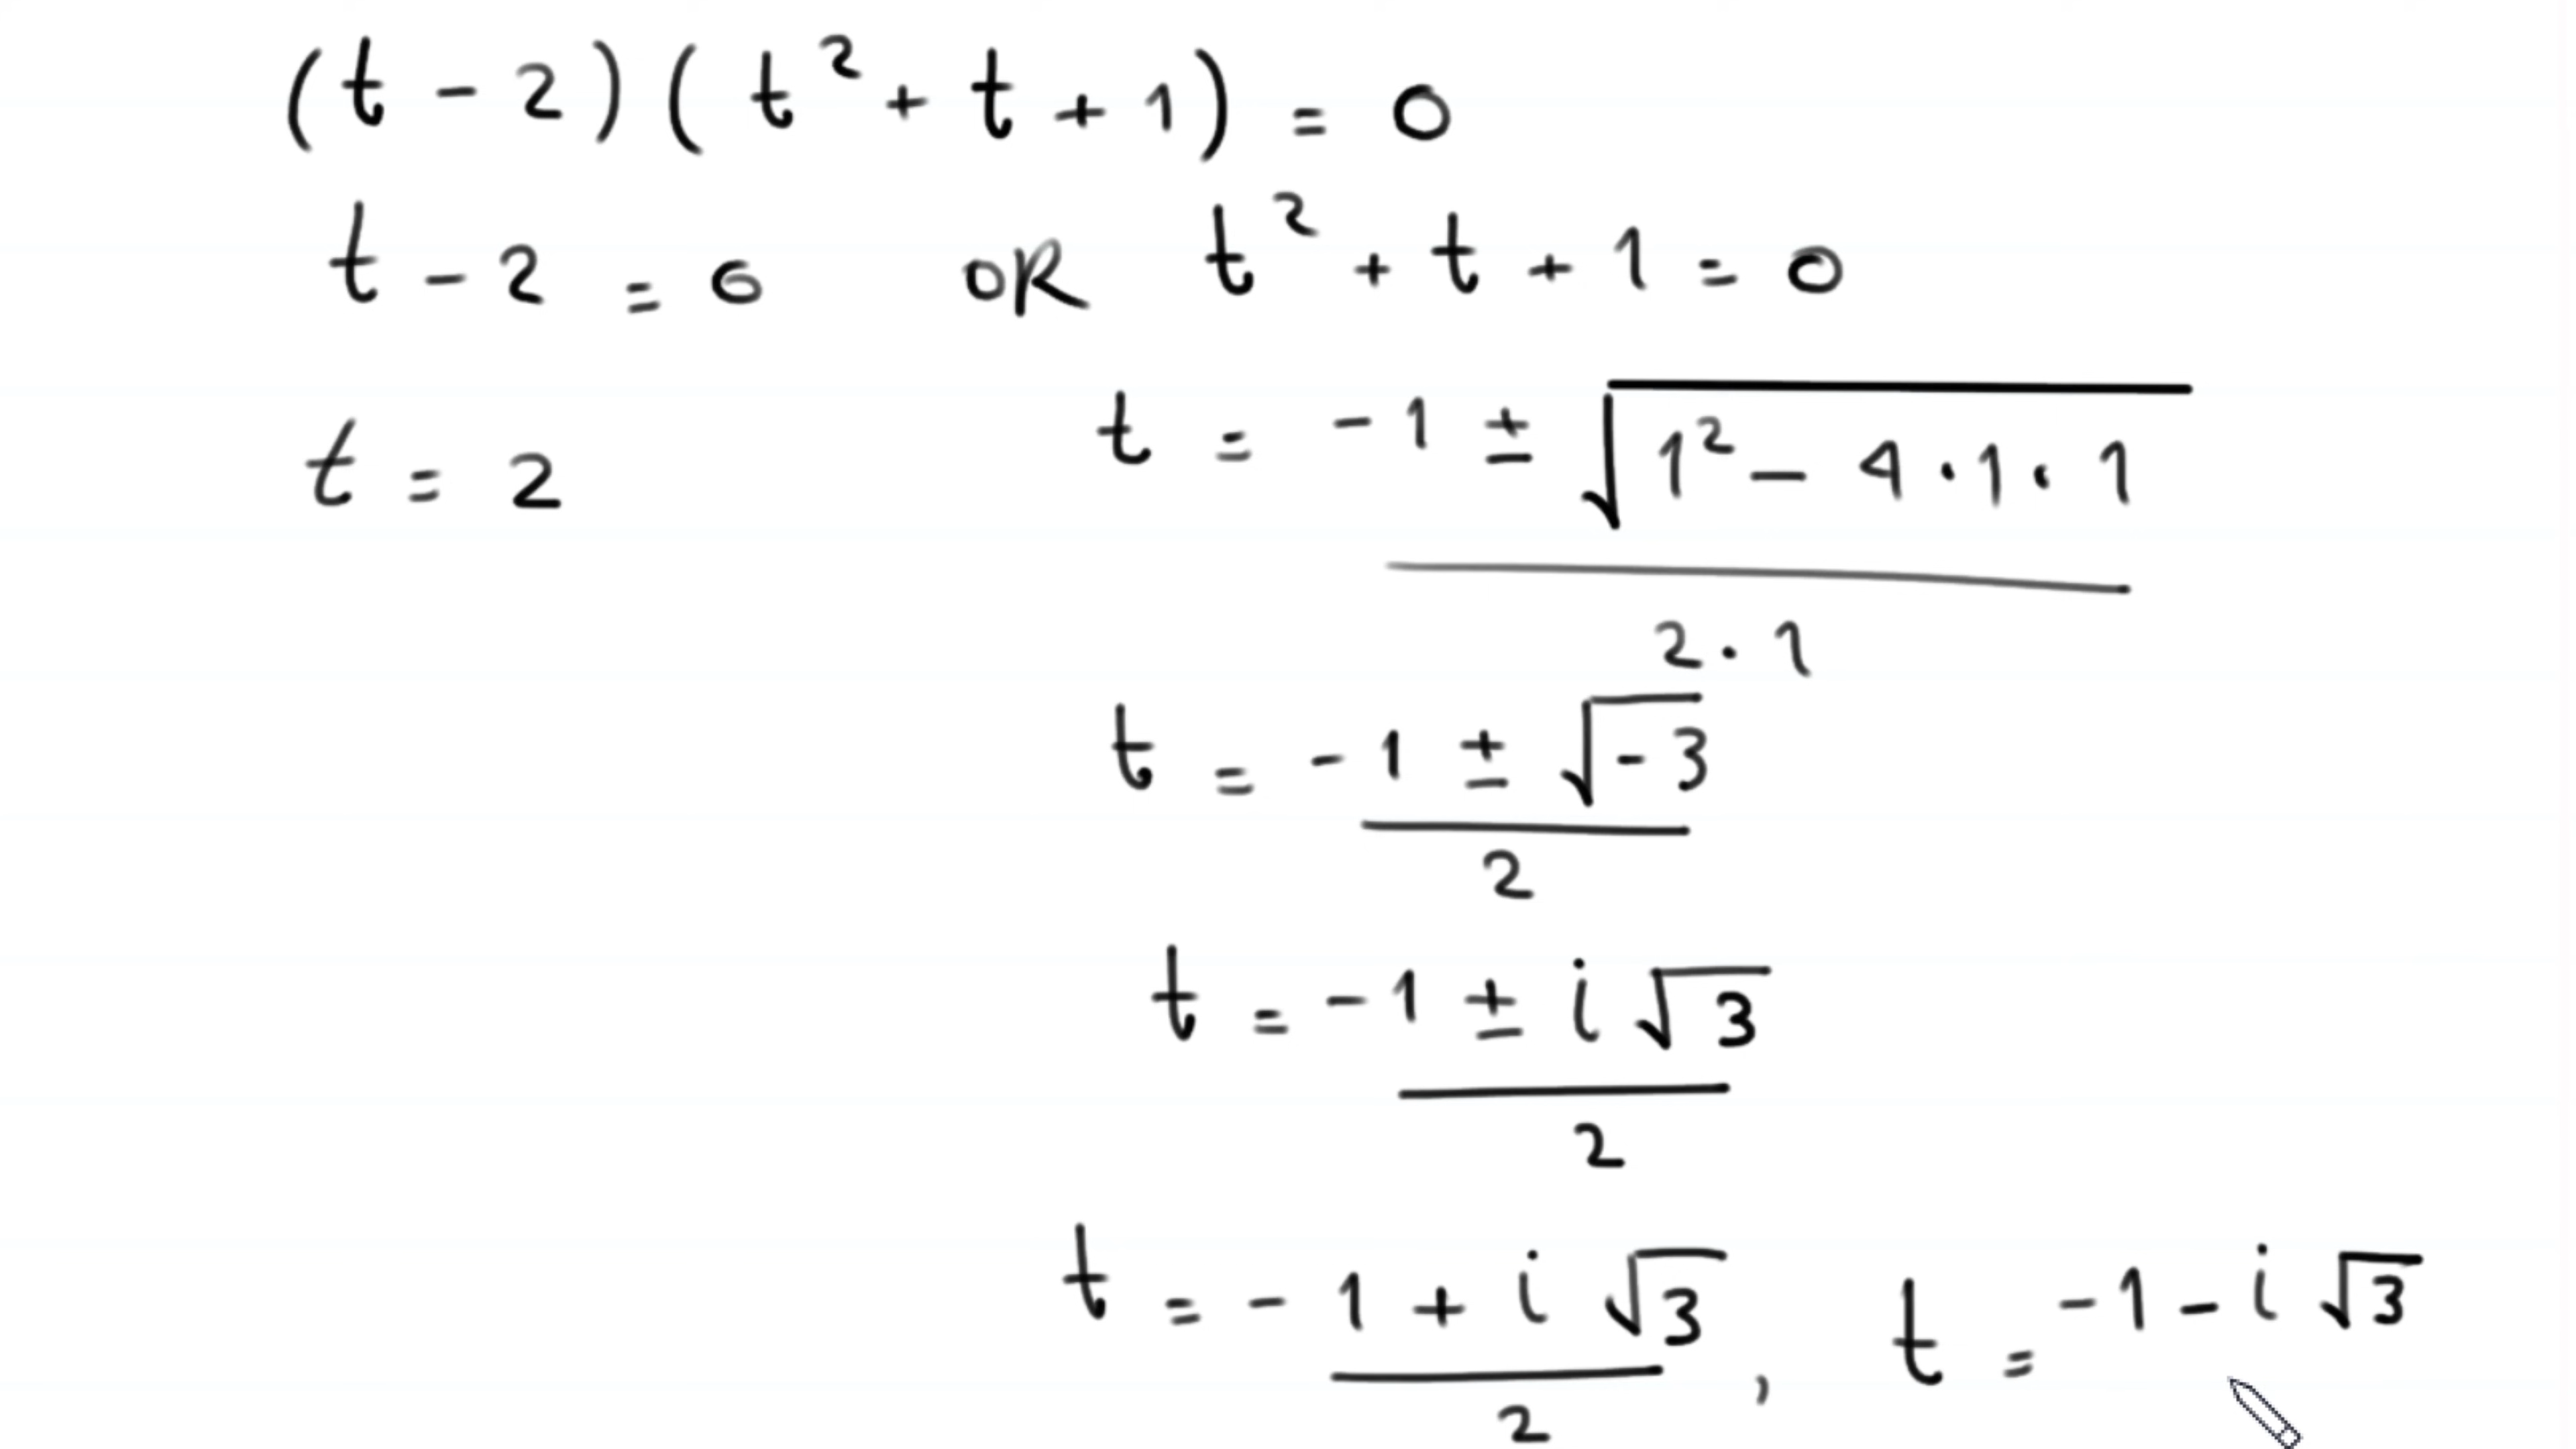 (t - 2)(t² + t + 1) = 0
t - 2 = 0 OR t² + t + 1 = 0
t = 2
t = -1 ± √1² - 4·1·1
2·1
t = -1 ± √-3
2
t = -1 ± i√3
2
t = -1 + i√3 , t = -1 - i√3
2